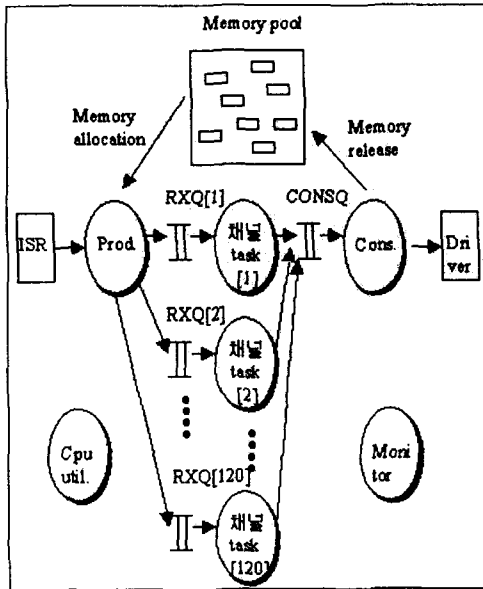 Memory pool
Memory
allocation
Memory
release
RXQ[1]
CONSQ
ISR
Prod.
채널
task
[1]
Cons.
Dri
ver
RXQ[2]
채널
task
[2]
Cpu
util.
Moni
tor
RXQ[120]
채널
task
[120]